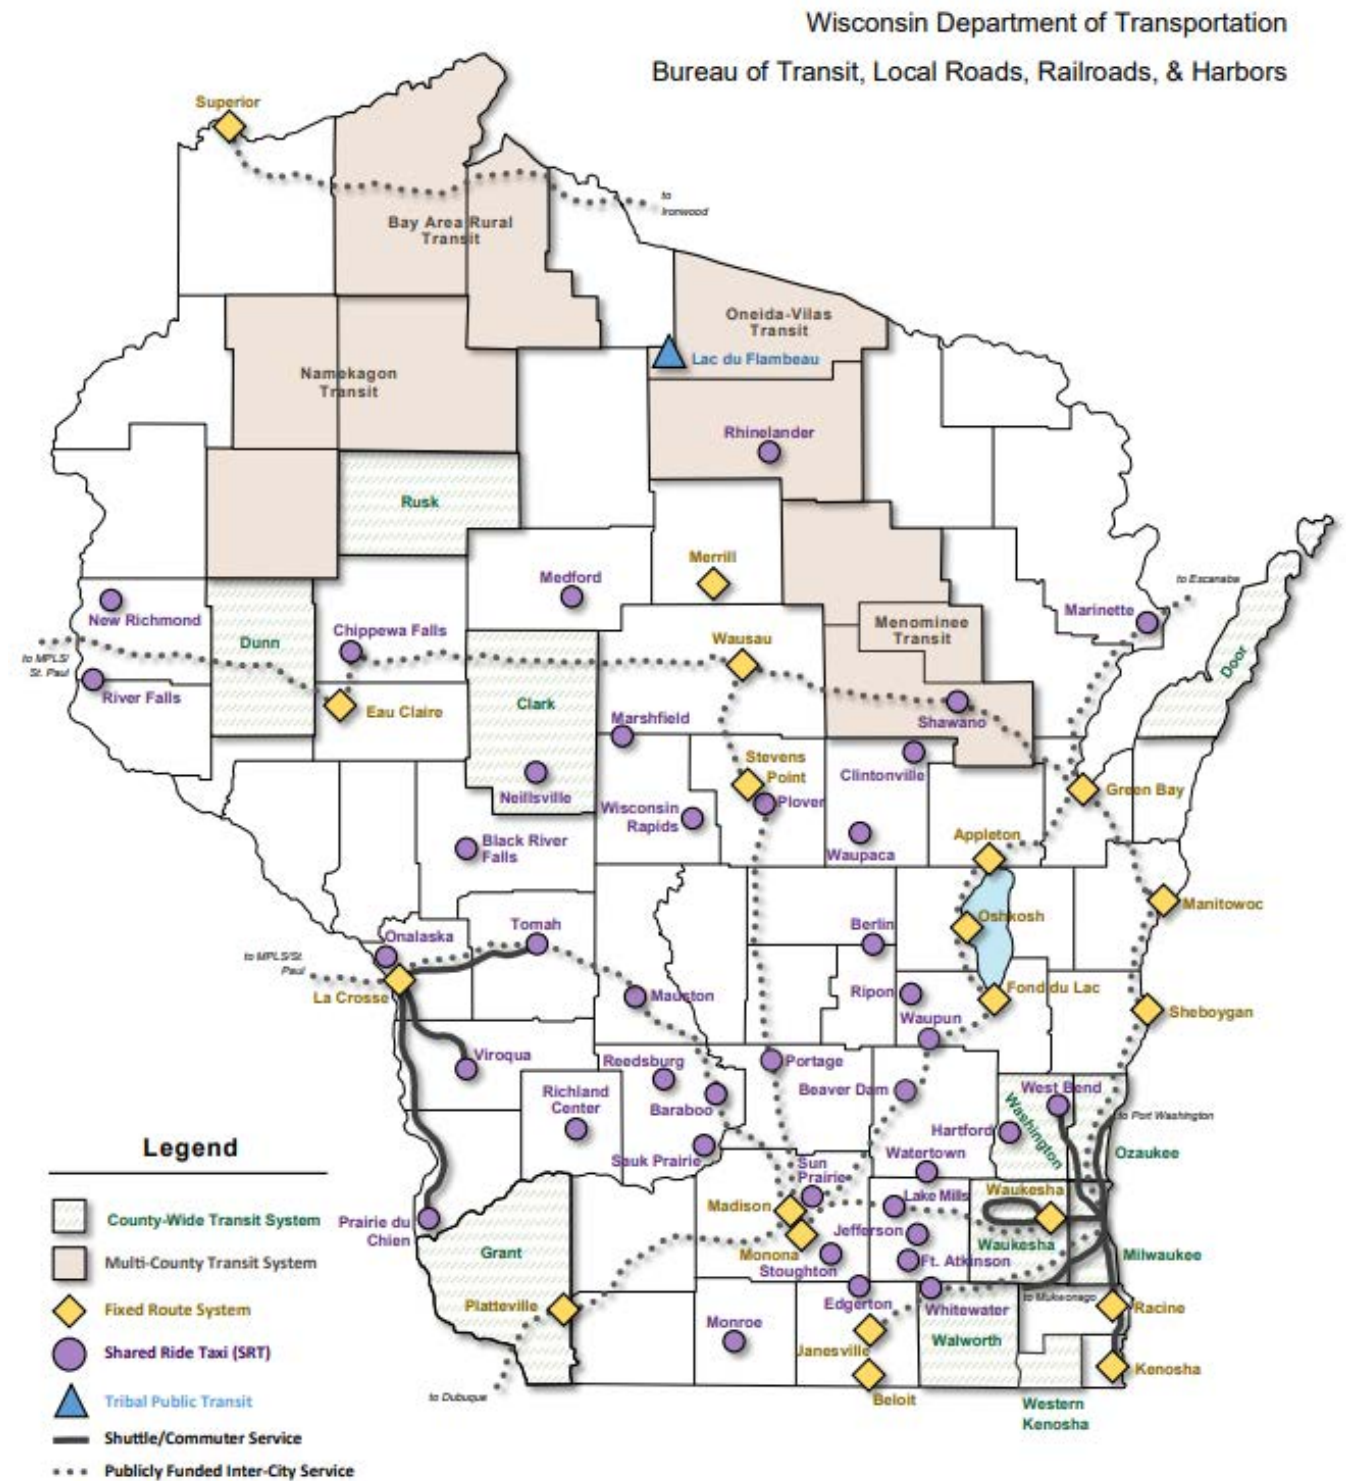 Wisconsin Department of Transportation
Bureau of Transit, Local Roads, Railroads, & Harbors
Superior
to
Ironwood
Bay Area Rural
Transit
Oneida-Vilas
Transit
Lac du Flambeau
Namekagon
Transit
Rhinelander
Rusk
Merrill
Medford
to Escanaba
Marinette
New Richmond
Menominee
Transit
Chippewa Falls
Wausau
Dunn
to MPLS/
St. Paul
River Falls
Door
Eau Claire
Clark
Marshfield
Shawano
Stevens
Point
Clintonville
Green Bay
Neillsville
Plover
Wisconsin
Rapids
Appleton
Black River
Falls
Waupaca
Manitowoc
Oshkosh
Tomah
Berlin
Onalaska
to MPLS/St.
Paul
La Crosse
Mauston
Ripon
Fond du Lac
Waupun
Sheboygan
Viroqua
Reedsburg
Portage
Beaver Dam
West Bend
Richland
Center
Baraboo
Washington
to Port Washington
Hartford
Watertown
Ozaukee
Sauk Prairie
Sun
Prairie
Madison
Lake Mills
Waukesha
Prairie du
Chien
Jefferson
Monona
Waukesha
Milwaukee
Grant
Stoughton
Ft. Atkinson
to Mukwonago
Platteville
Edgerton
Whitewater
Racine
Monroe
Janesville
Walworth
Kenosha
to Dubuque
Beloit
Western
Kenosha
Legend
County-Wide Transit System
Multi-County Transit System
Fixed Route System
Shared Ride Taxi (SRT)
Tribal Public Transit
Shuttle/Commuter Service
Publicly Funded Inter-City Service